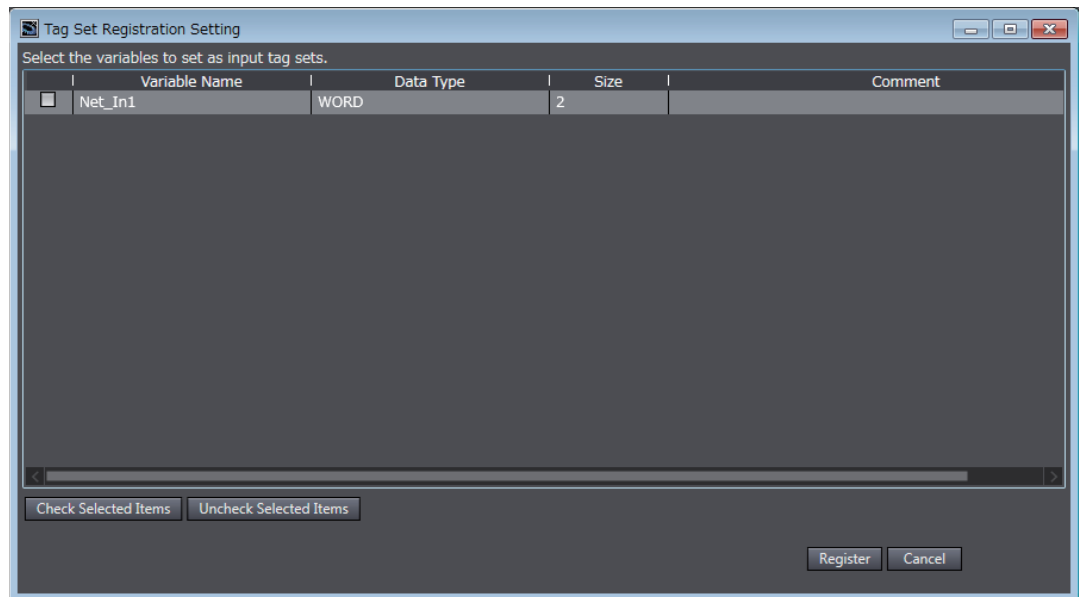 Tag Set Registration Setting
Select the variables to set as input tag sets.
Variable Name Data Type Size Comment
Net_In1 WORD 2
Check Selected Items Uncheck Selected Items
Register Cancel